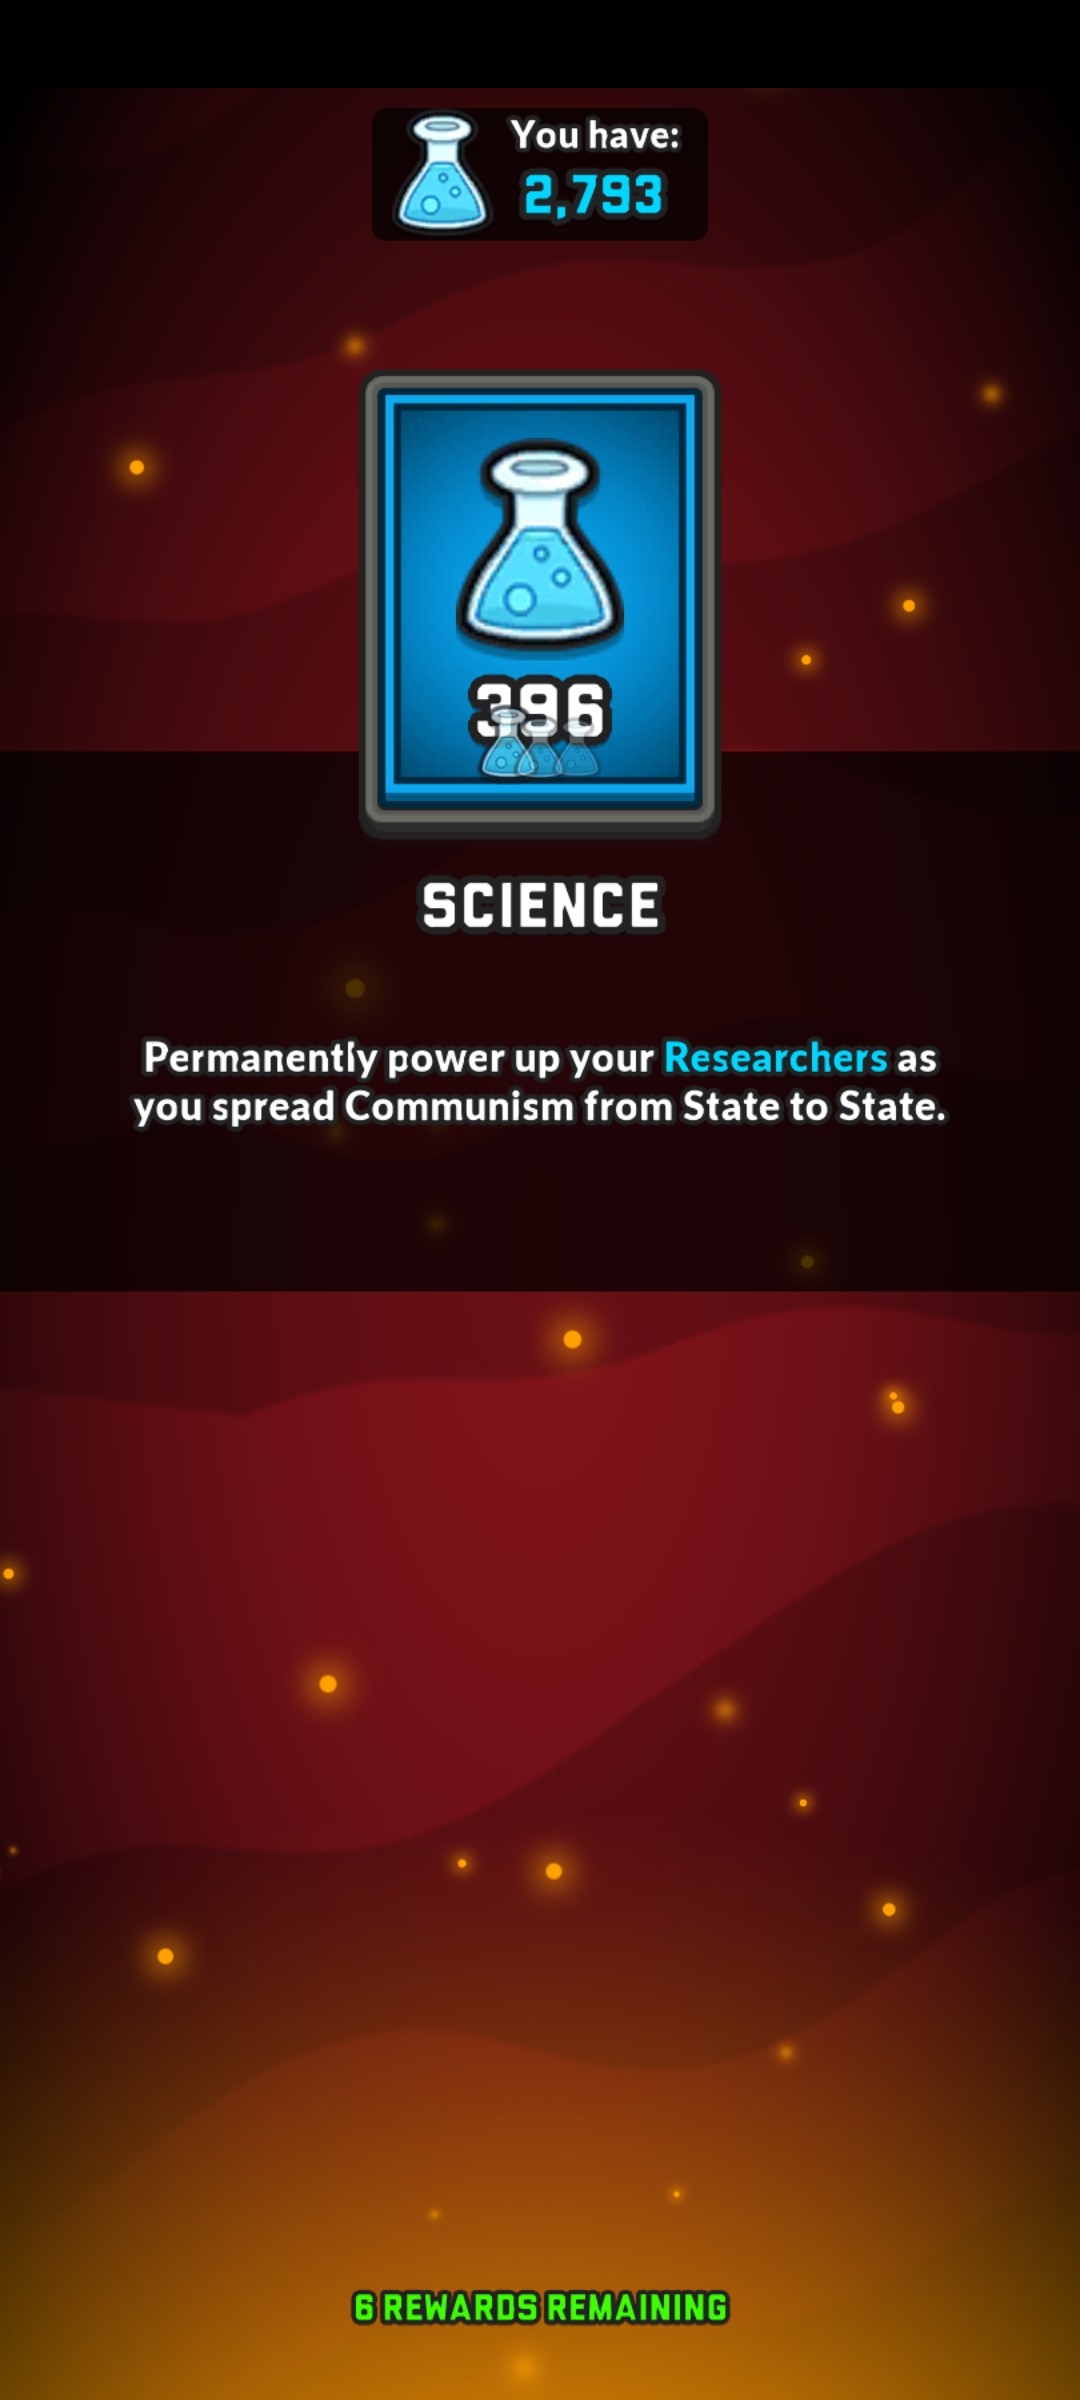 You have:
2,793
396
SCIENCE
Permanently power up your Researchers as
you spread Communism from State to State.
6 REWARDS REMAINING